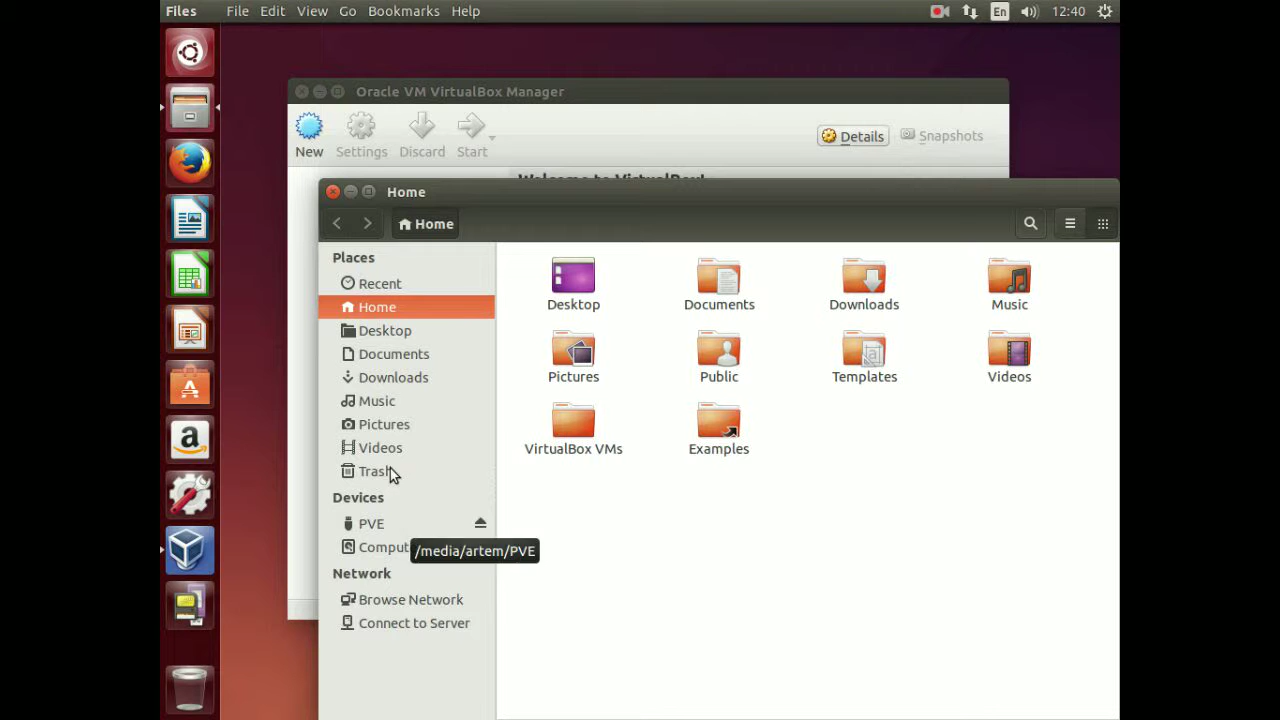 Files File Edit View Go Bookmarks Help En 12:40
Oracle VM VirtualBox Manager
New Settings Discard Start Details Snapshots
Welcome to VirtualBox!
Home
Home
Places
Recent
Home
Desktop
Documents
Downloads
Music
Pictures
Videos
Trash
Devices
PVE
Comput
/media/artem/PVE
Network
Browse Network
Connect to Server
Desktop Documents Downloads Music
Pictures Public Templates Videos
VirtualBox VMs Examples